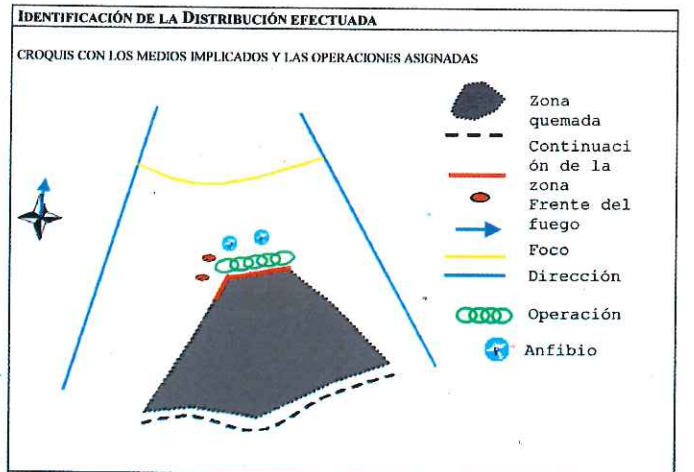 IDENTIFICACIÓN DE LA DISTRIBUCIÓN EFECTUADA
CROQUIS CON LOS MEDIOS IMPLICADOS Y LAS OPERACIONES ASIGNADAS
Zona
quemada
Continuaci
ón de la
zona
Frente del
fuego
Foco
Dirección
Operación
Anfibio